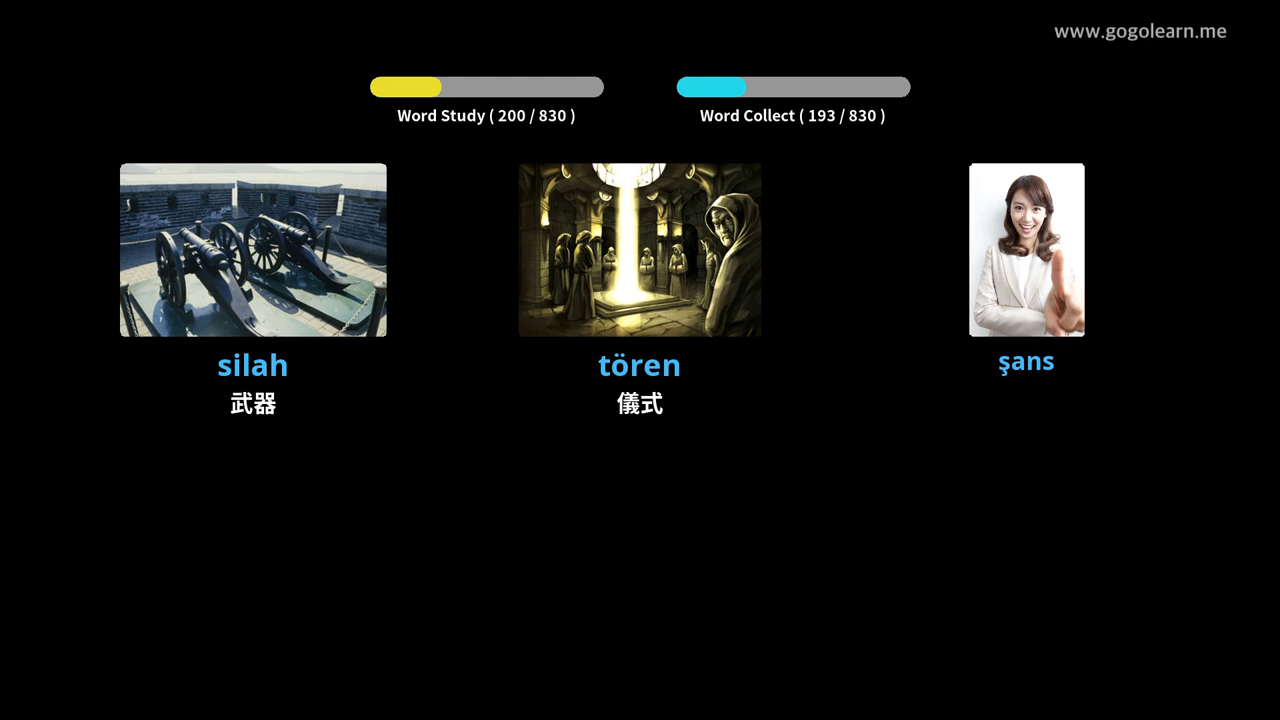 www.gogolearn.me
Word Study ( 200 / 830 )
Word Collect ( 193 / 830 )
silah
tören
şans
武器
儀式